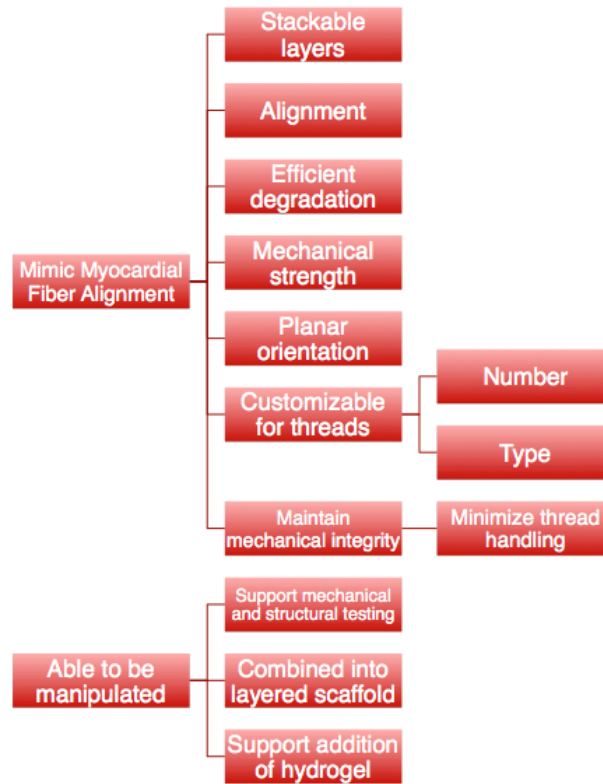 Stackable
layers
Alignment
Efficient
degradation
Mechanical
strength
Mimic Myocardial
Fiber Alignment
Planar
orientation
Customizable
for threads
Number
Type
Maintain
mechanical integrity
Minimize thread
handling
Support mechanical
and structural testing
Able to be
manipulated
Combined into
layered scaffold
Support addition
of hydrogel